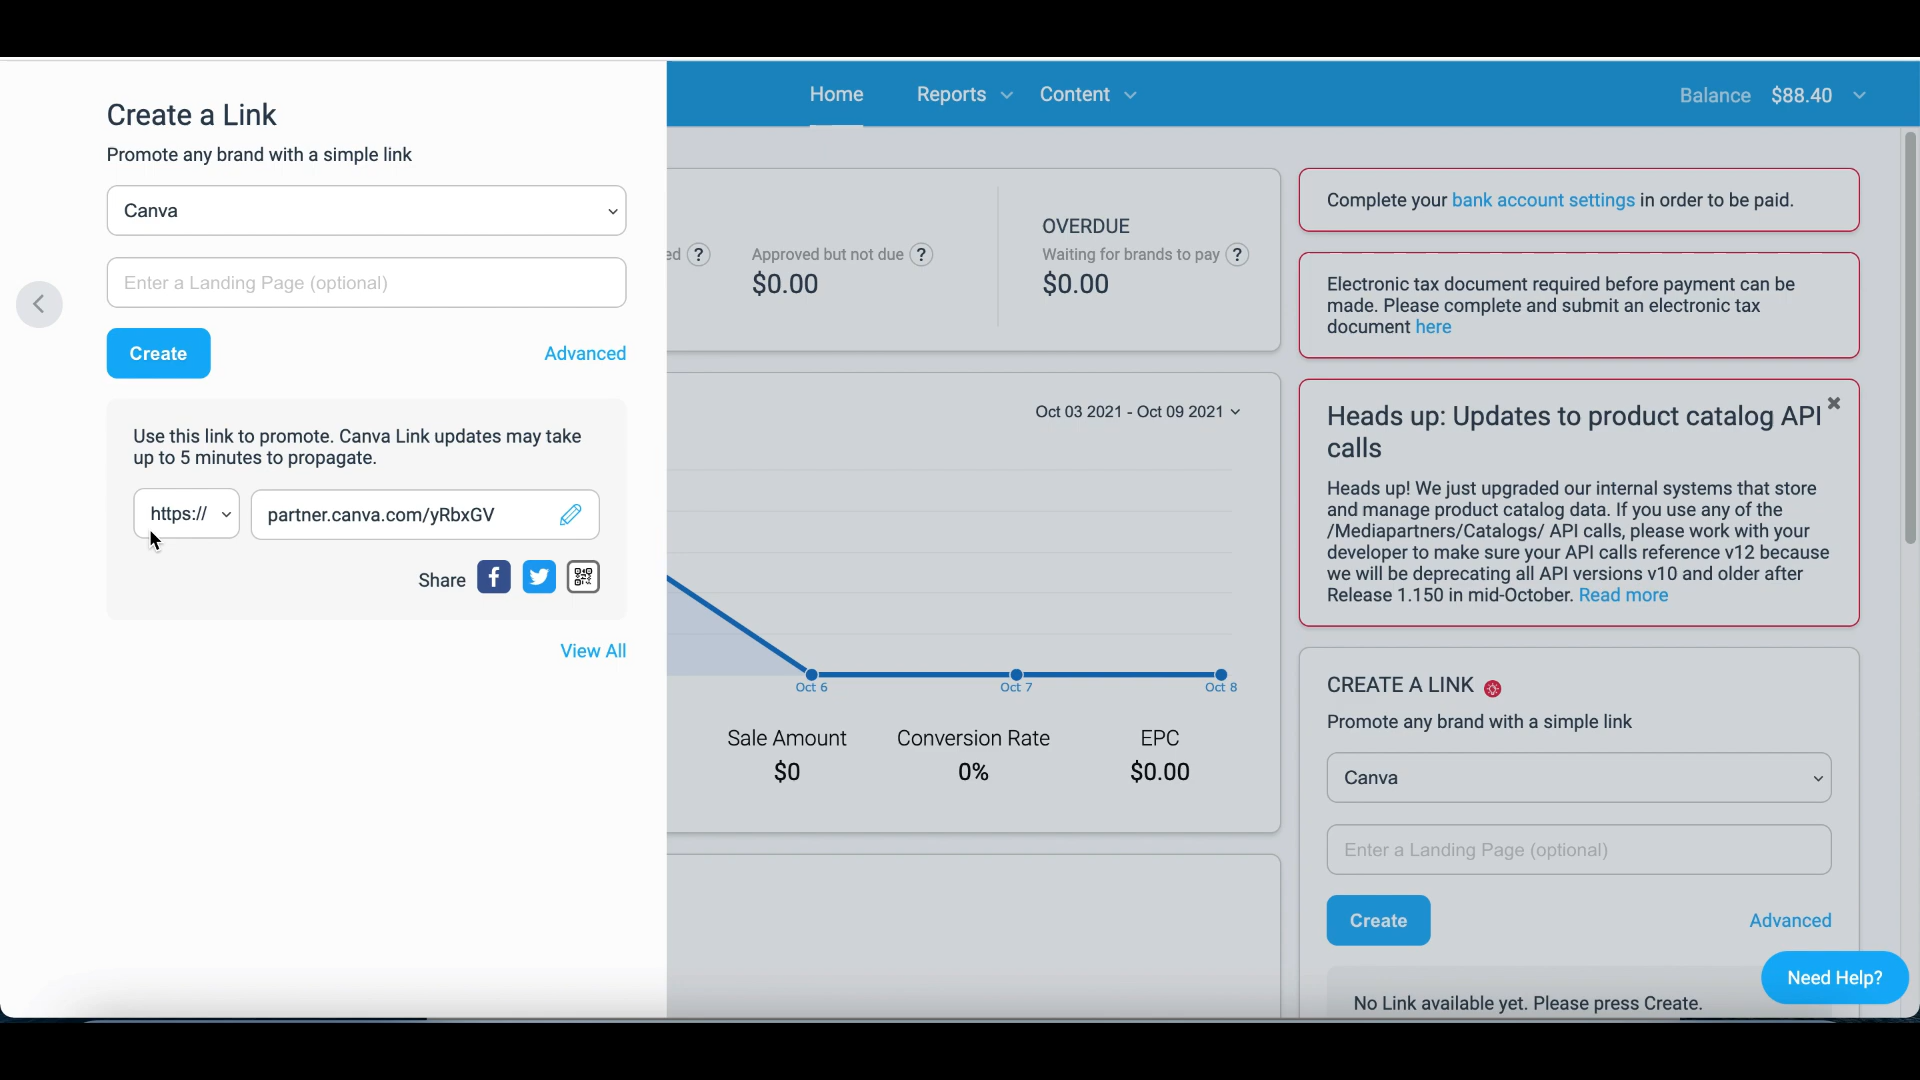 Create a Link
Promote any brand with a simple link
Canva
Enter a Landing Page (optional)
Create
Advanced
Use this link to promote. Canva Link updates may take
up to 5 minutes to propagate.
https://
partner.canva.com/yRbxGV
Share
View All
Home
Reports
Content
Balance $88.40
ed ?
Approved but not due ?
$0.00
OVERDUE
Waiting for brands to pay ?
$0.00
Oct 03 2021 - Oct 09 2021
Oct 6
Oct 7
Oct 8
Sale Amount
$0
Conversion Rate
0%
EPC
$0.00
Complete your bank account settings in order to be paid.
Electronic tax document required before payment can be
made. Please complete and submit an electronic tax
document here
Heads up: Updates to product catalog API
calls
Heads up! We just upgraded our internal systems that store
and manage product catalog data. If you use any of the
/Mediapartners/Catalogs/ API calls, please work with your
developer to make sure your API calls reference v12 because
we will be deprecating all API versions v10 and older after
Release 1.150 in mid-October. Read more
CREATE A LINK
Promote any brand with a simple link
Canva
Enter a Landing Page (optional)
Create
Advanced
No Link available yet. Please press Create.
Need Help?